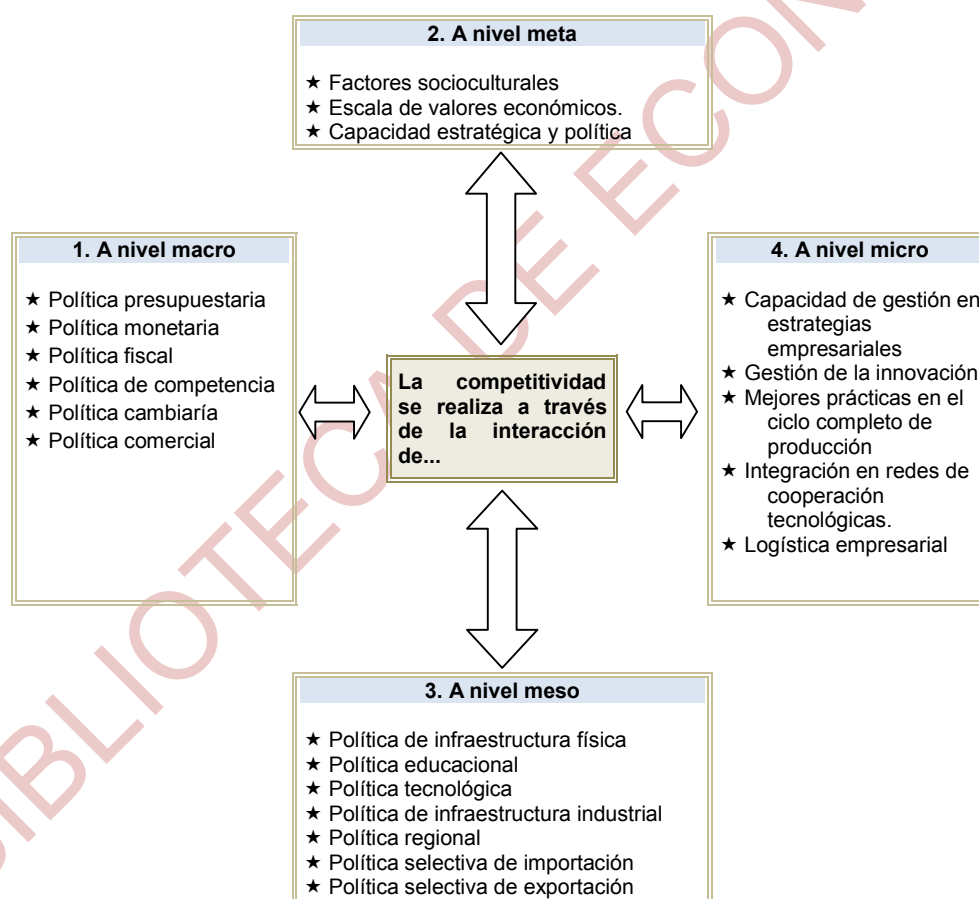 2. A nivel meta
★ Factores socioculturales
★ Escala de valores económicos.
★ Capacidad estratégica y política
1. A nivel macro
★ Política presupuestaria
★ Política monetaria
★ Política fiscal
★ Política de competencia
★ Política cambiaría
★ Política comercial
La competitividad
se realiza a través
de la interacción
de...
4. A nivel micro
★ Capacidad de gestión en
estrategias
empresariales
★ Gestión de la innovación
★ Mejores prácticas en el
ciclo completo de
producción
★ Integración en redes de
cooperación
tecnológicas.
★ Logística empresarial
3. A nivel meso
★ Política de infraestructura física
★ Política educacional
★ Política tecnológica
★ Política de infraestructura industrial
★ Política regional
★ Política selectiva de importación
★ Política selectiva de exportación
BIBLIOTECA DE ECON